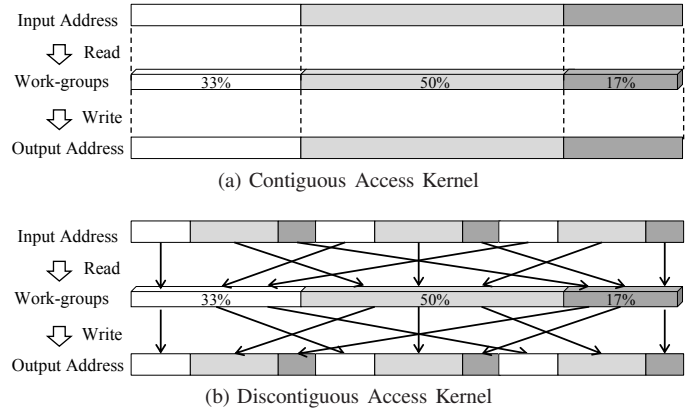 Input Address
Read
Work-groups
33% 50% 17%
Write
Output Address
(a) Contiguous Access Kernel
Input Address
Read
Work-groups
33% 50% 17%
Write
Output Address
(b) Discontiguous Access Kernel